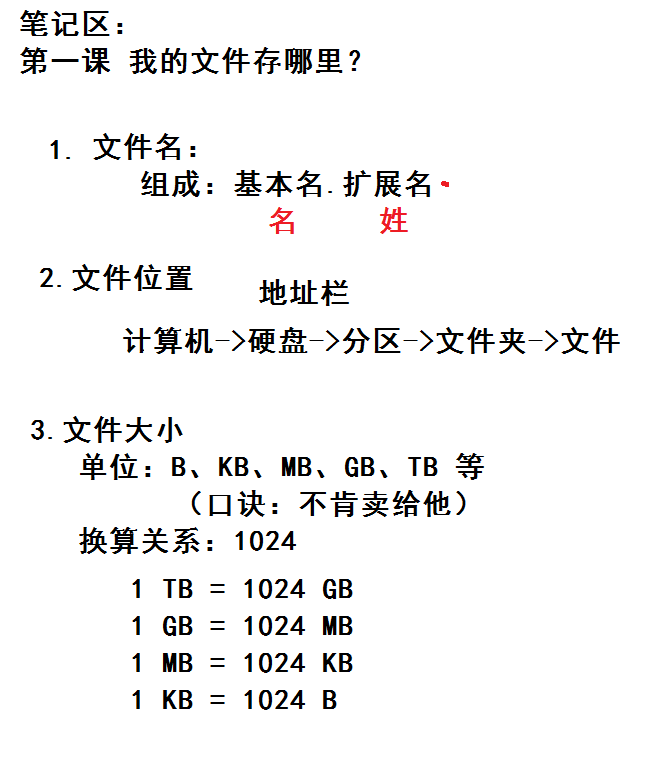 笔记区：
第一课 我的文件存哪里？
1. 文件名：
组成：基本名.扩展名
名 姓
2.文件位置
地址栏
计算机->硬盘->分区->文件夹->文件
3.文件大小
单位：B、KB、MB、GB、TB 等
（口诀：不肯卖给他）
换算关系：1024
1 TB = 1024 GB
1 GB = 1024 MB
1 MB = 1024 KB
1 KB = 1024 B